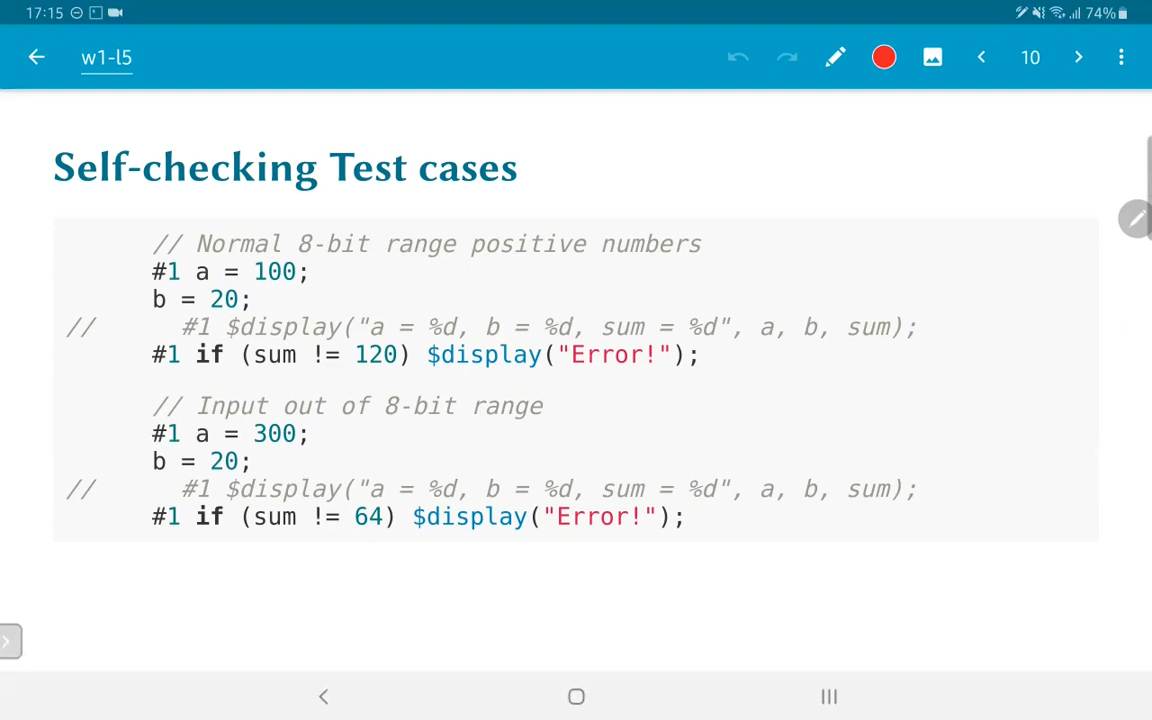 17:15 74%
w1-l5 10
Self-checking Test cases
// Normal 8-bit range positive numbers
#1 a = 100;
b = 20;
// #1 $display("a = %d, b = %d, sum = %d", a, b, sum);
#1 if (sum != 120) $display("Error!");
// Input out of 8-bit range
#1 a = 300;
b = 20;
// #1 $display("a = %d, b = %d, sum = %d", a, b, sum);
#1 if (sum != 64) $display("Error!");